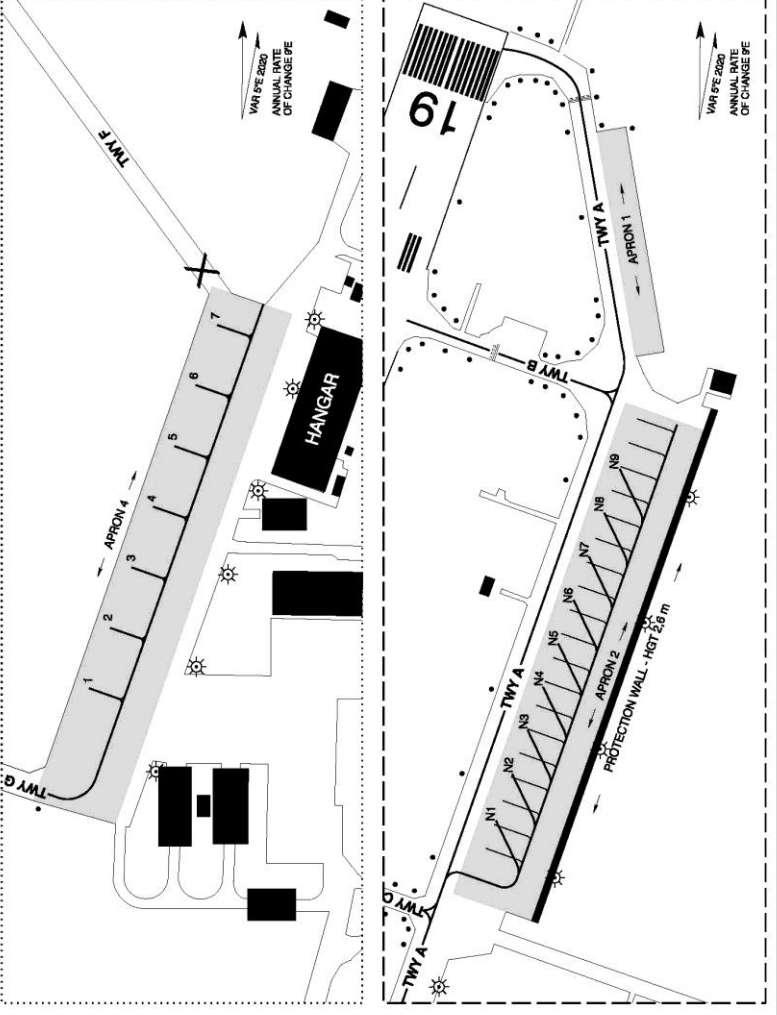 VAR 5°E 2020
ANNUAL RATE
OF CHANGE 9'E
TWY F
7
6
5
4
3
2
1
APRON 4
HANGAR
TWY G
VAR 5°E 2020
ANNUAL RATE
OF CHANGE 9'E
19
TWY A
APRON 1
TWY B
N9
N8
N7
N6
N5
N4
N3
N2
N1
TWY A
APRON 2
PROTECTION WALL - HGT 2,6 m
TWY C
TWY A